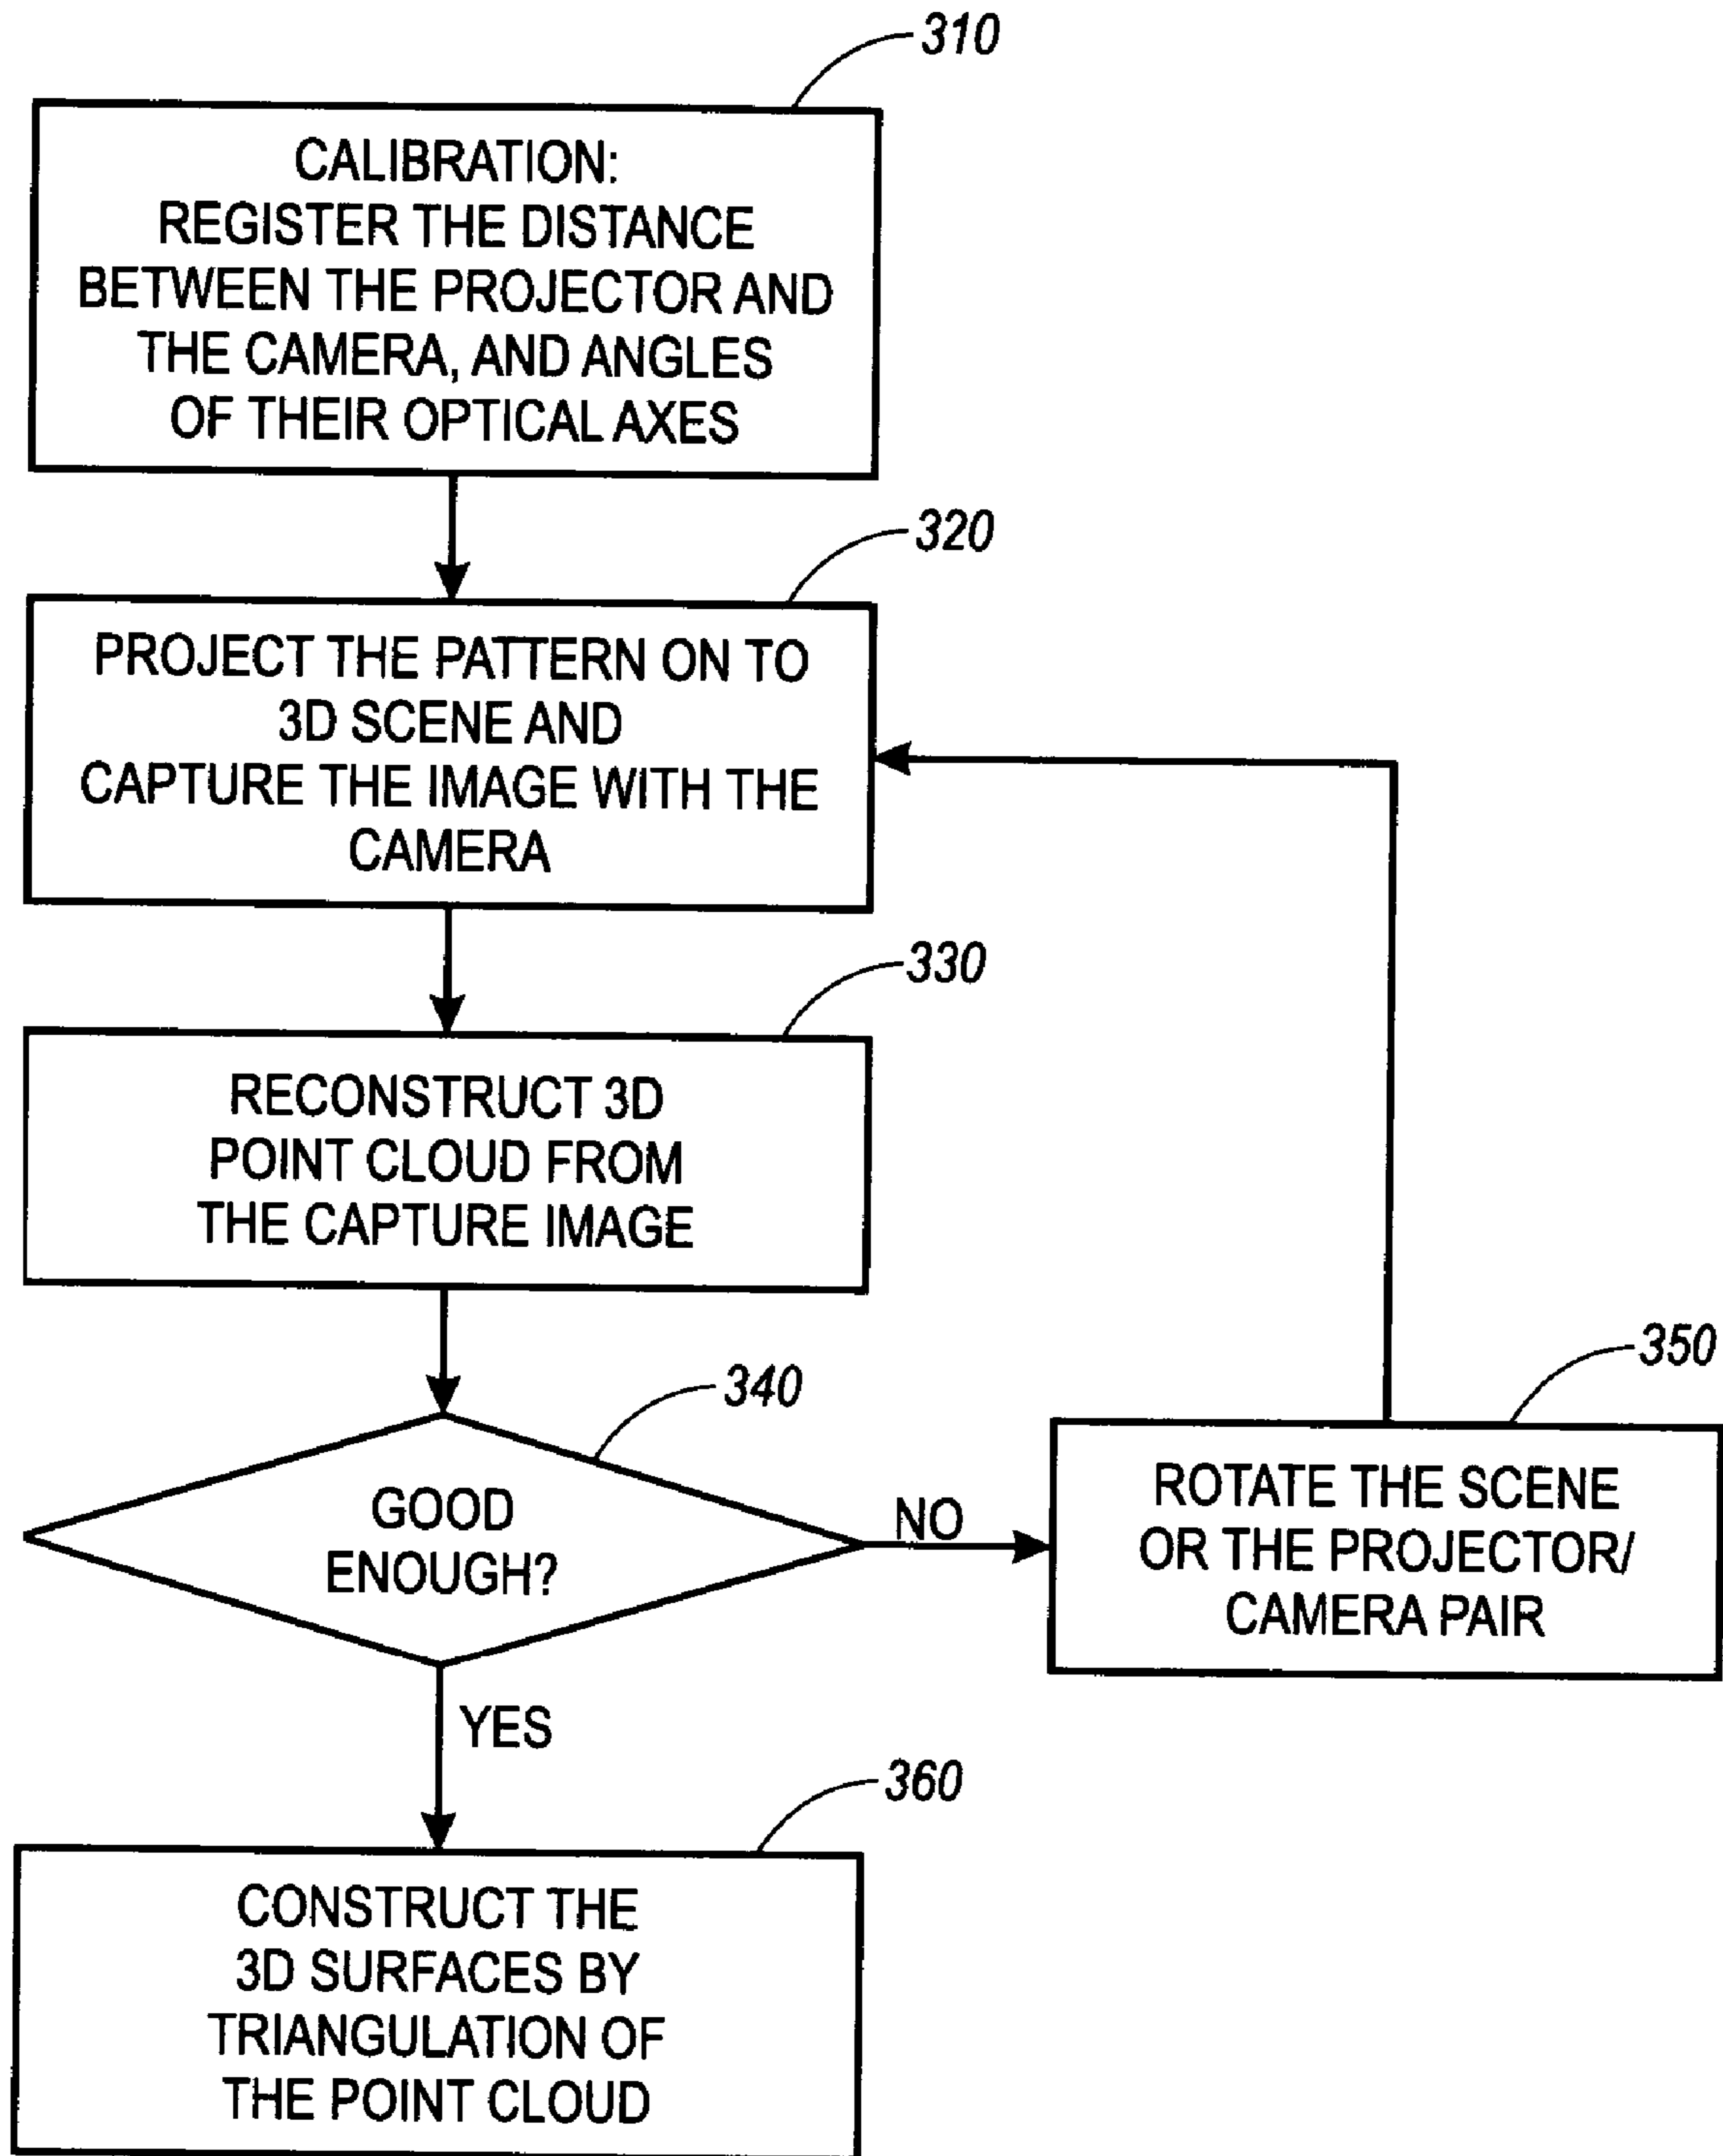 310
CALIBRATION:
REGISTER THE DISTANCE
BETWEEN THE PROJECTOR AND
THE CAMERA, AND ANGLES
OF THEIR OPTICAL AXES
320
PROJECT THE PATTERN ON TO
3D SCENE AND
CAPTURE THE IMAGE WITH THE
CAMERA
330
RECONSTRUCT 3D
POINT CLOUD FROM
THE CAPTURE IMAGE
340
GOOD
ENOUGH?
NO
350
ROTATE THE SCENE
OR THE PROJECTOR/
CAMERA PAIR
YES
360
CONSTRUCT THE
3D SURFACES BY
TRIANGULATION OF
THE POINT CLOUD